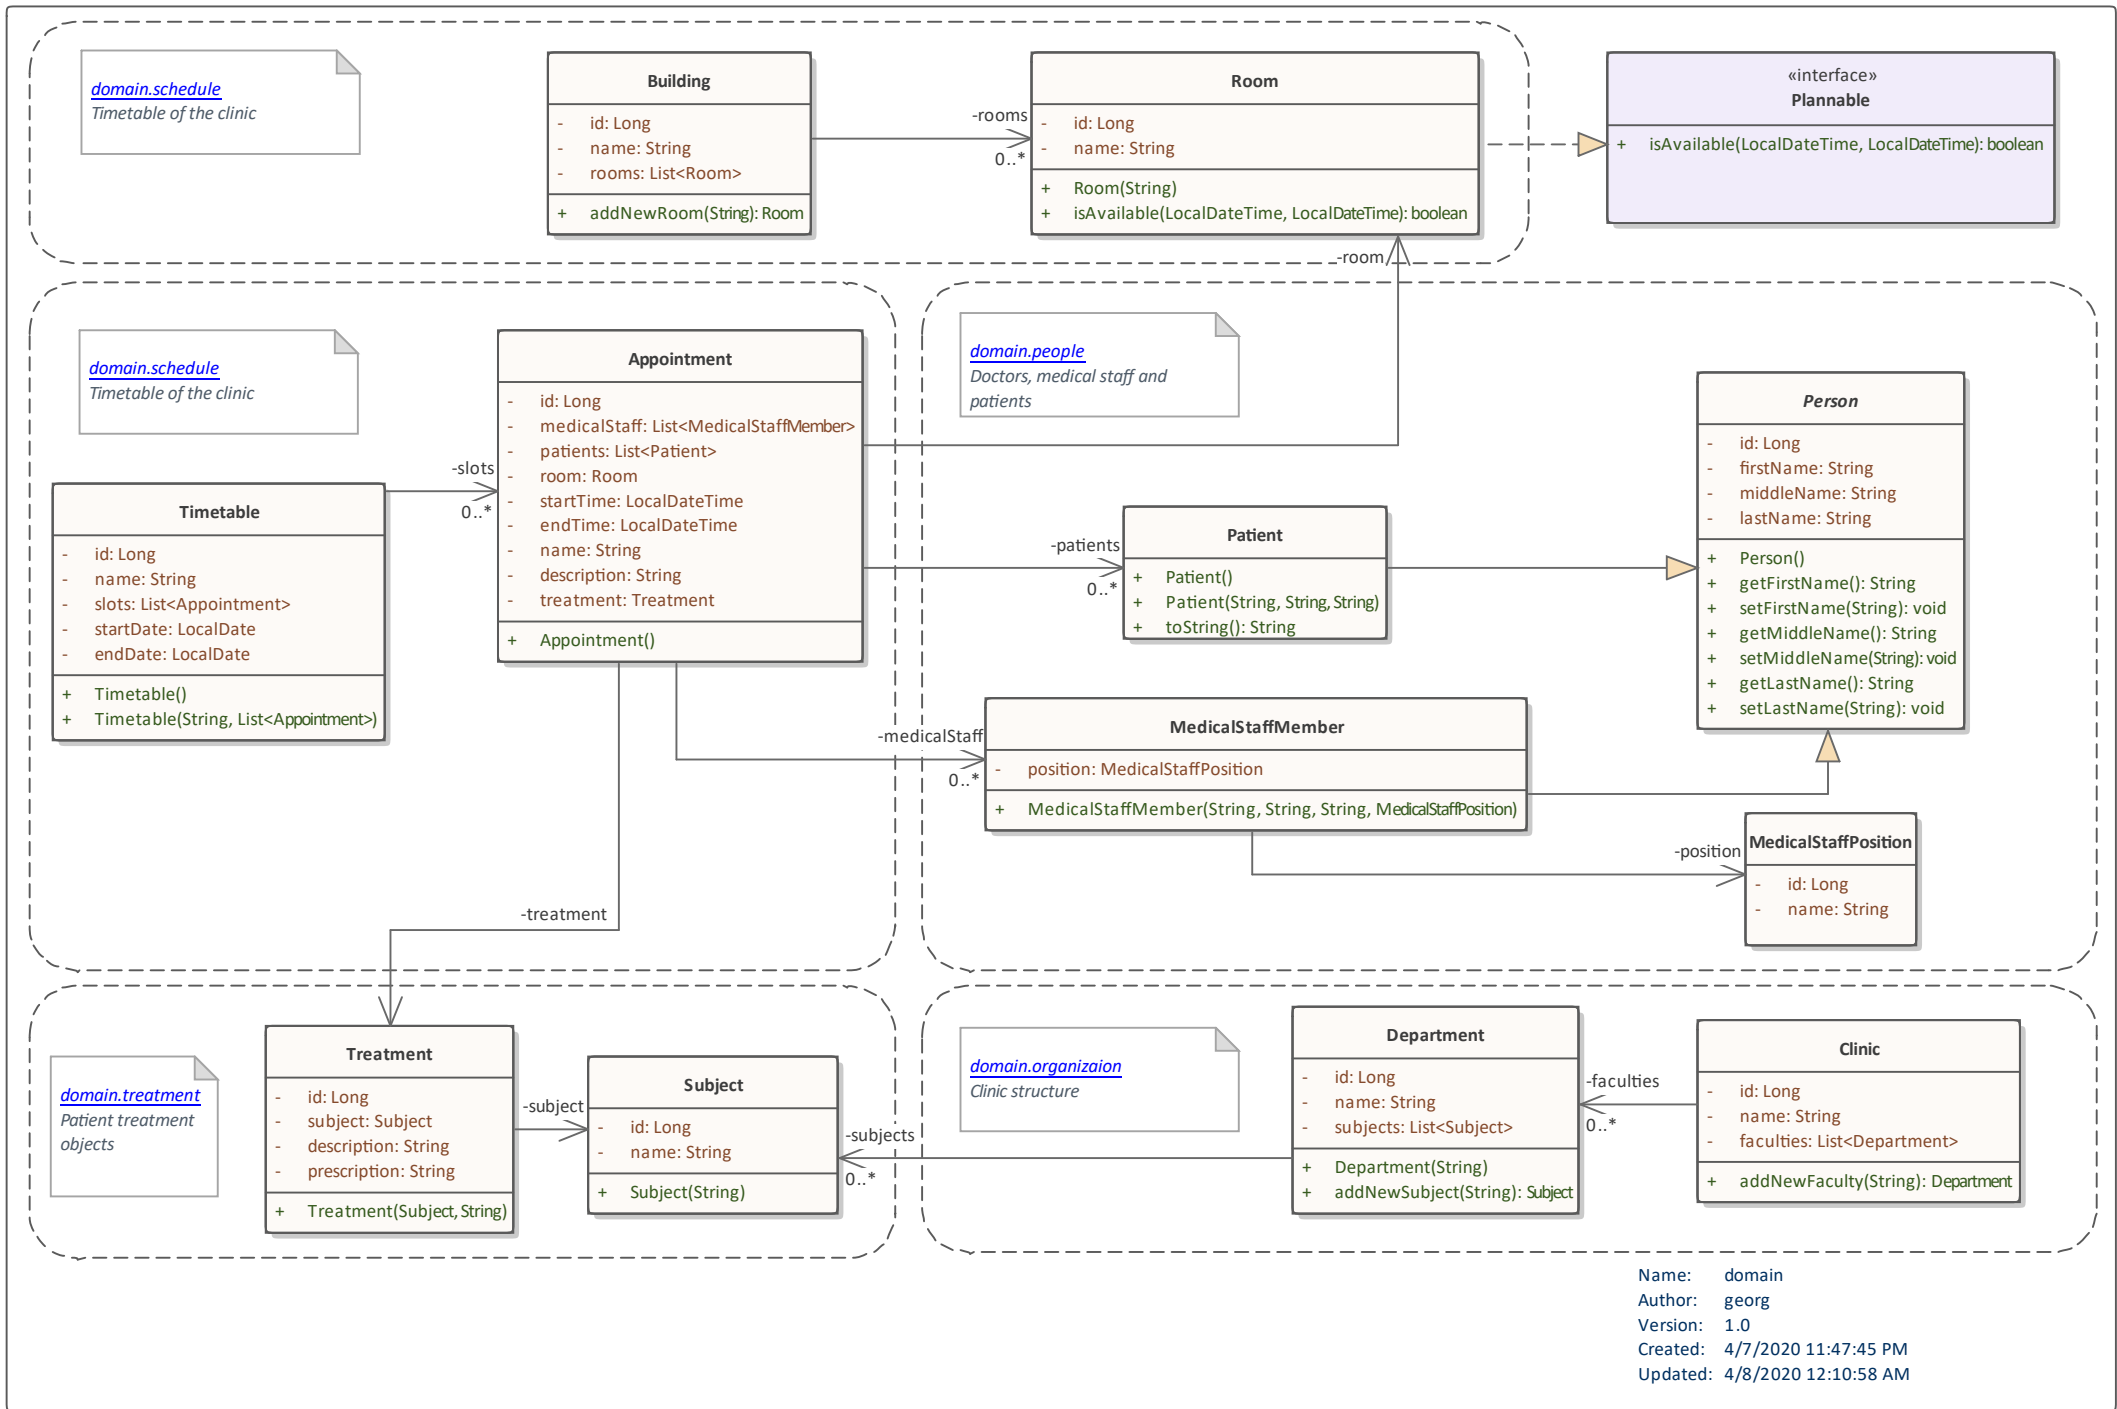 domain.schedule
Timetable of the clinic
Building
- id: Long
- name: String
- rooms: List<Room>
+ addNewRoom(String): Room
-rooms
0..*
Room
- id: Long
- name: String
+ Room(String)
+ isAvailable(LocalDateTime, LocalDateTime): boolean
«interface»
Plannable
+ isAvailable(LocalDateTime, LocalDateTime): boolean
-room
domain.schedule
Timetable of the clinic
Appointment
- id: Long
- medicalStaff: List<MedicalStaffMember>
- patients: List<Patient>
- room: Room
- startTime: LocalDateTime
- endTime: LocalDateTime
- name: String
- description: String
- treatment: Treatment
+ Appointment()
-slots
0..*
Timetable
- id: Long
- name: String
- slots: List<Appointment>
- startDate: LocalDate
- endDate: LocalDate
+ Timetable()
+ Timetable(String, List<Appointment>)
domain.people
Doctors, medical staff and
patients
Person
- id: Long
- firstName: String
- middleName: String
- lastName: String
+ Person()
+ getFirstName(): String
+ setFirstName(String): void
+ getMiddleName(): String
+ setMiddleName(String): void
+ getLastName(): String
+ setLastName(String): void
-patients
0..*
Patient
+ Patient()
+ Patient(String, String, String)
+ toString(): String
-medicalStaff
0..*
MedicalStaffMember
- position: MedicalStaffPosition
+ MedicalStaffMember(String, String, String, MedicalStaffPosition)
-position
MedicalStaffPosition
- id: Long
- name: String
-treatment
domain.treatment
Patient treatment
objects
Treatment
- id: Long
- subject: Subject
- description: String
- prescription: String
+ Treatment(Subject, String)
-subject
Subject
- id: Long
- name: String
+ Subject(String)
-subjects
0..*
domain.organizaion
Clinic structure
Department
- id: Long
- name: String
- subjects: List<Subject>
+ Department(String)
+ addNewSubject(String): Subject
-faculties
0..*
Clinic
- id: Long
- name: String
- faculties: List<Department>
+ addNewFaculty(String): Department
Name: domain
Author: georg
Version: 1.0
Created: 4/7/2020 11:47:45 PM
Updated: 4/8/2020 12:10:58 AM